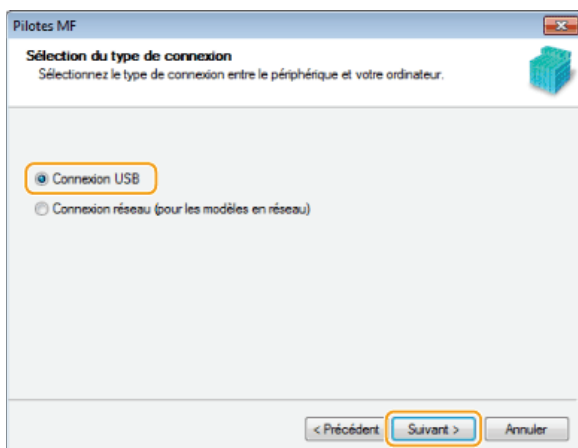 Pilotes MF
Sélection du type de connexion
Sélectionnez le type de connexion entre le périphérique et votre ordinateur.
Connexion USB
Connexion réseau (pour les modèles en réseau)
< Précédent Suivant > Annuler